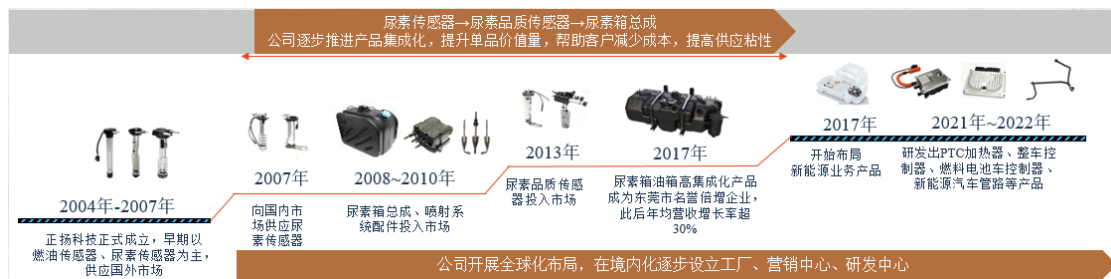 尿素传感器→尿素品质传感器→尿素箱总成
公司逐步推进产品集成化，提升单品价值量，帮助客户减少成本，提高供应粘性
2004年-2007年
正扬科技正式成立，早期以
燃油传感器、尿素传感器为主，
供应国外市场
2007年
向国内市
场供应尿
素传感器
2008~2010年
尿素箱总成、喷射系
统配件投入市场
2013年
尿素品质传感
器投入市场
2017年
尿素箱油箱高集成化产品
成为东莞市名誉倍增企业，
此后年均营收增长率超
30%
2017年
开始布局
新能源业务产品
2021年~2022年
研发出PTC加热器、整车控
制器、燃料电池车控制器、
新能源汽车管路等产品
公司开展全球化布局，在境内化逐步设立工厂、营销中心、研发中心